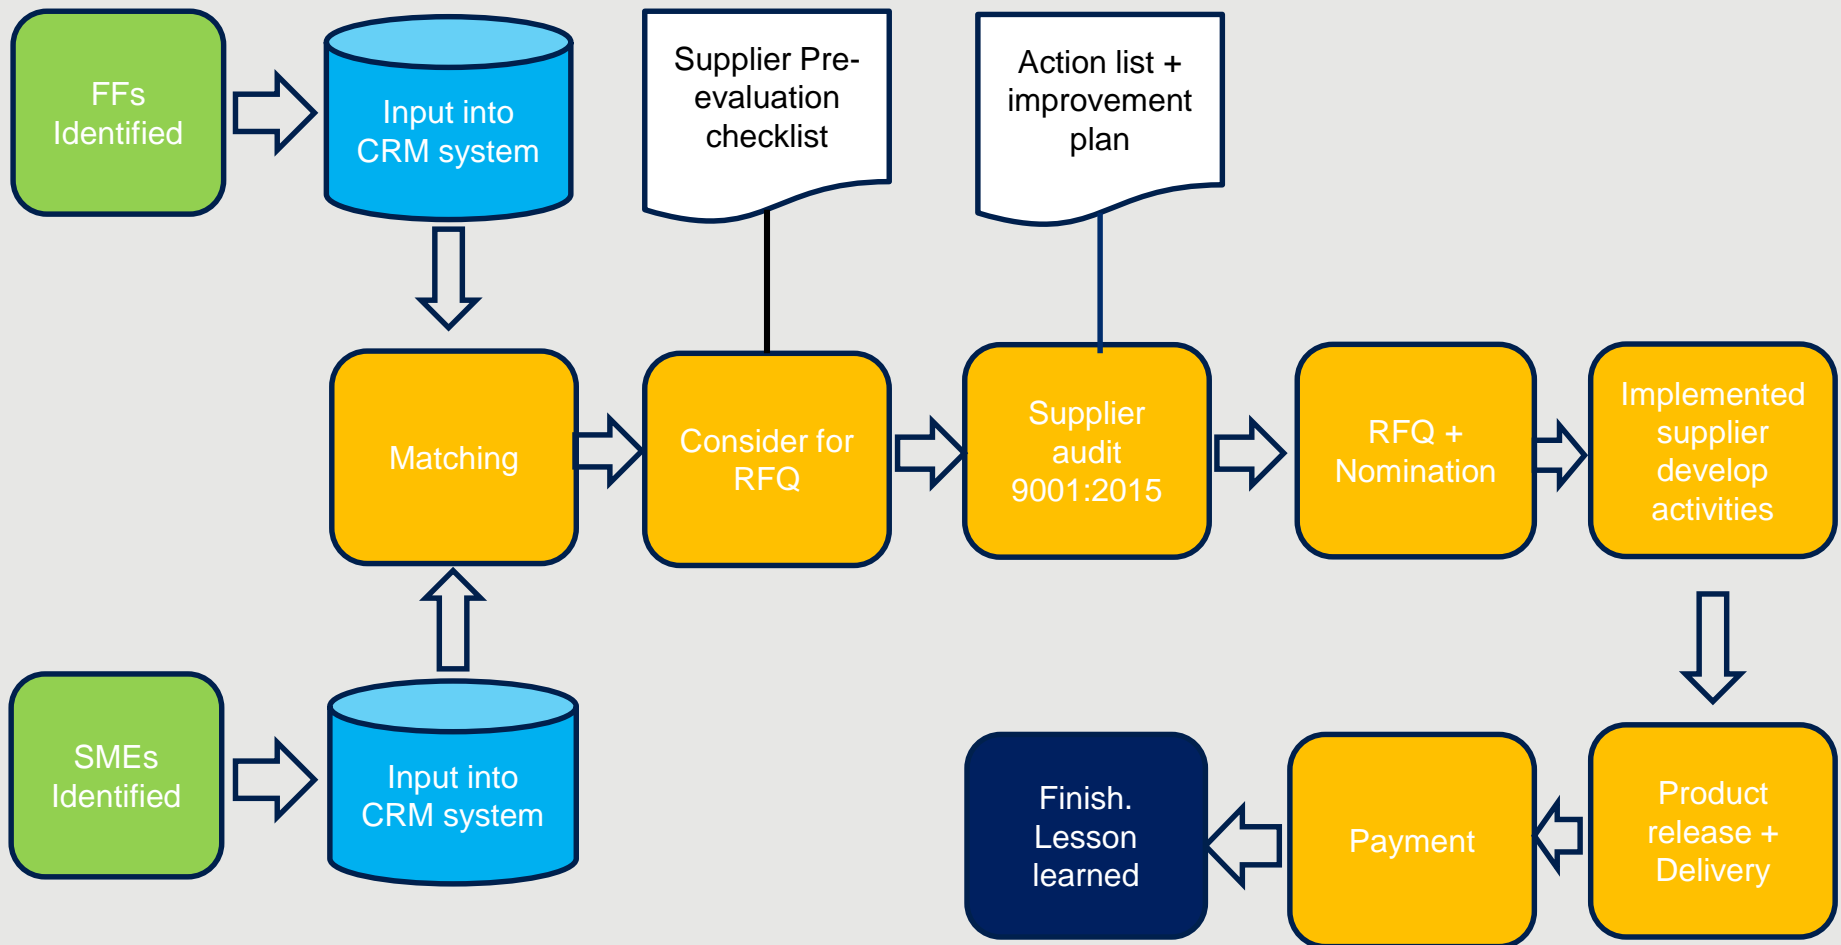 FFs
Identified
Input into
CRM system
Supplier Pre-
evaluation
checklist
Action list +
improvement
plan
Matching
Consider for
RFQ
Supplier
audit
9001:2015
RFQ +
Nomination
Implemented
supplier
develop
activities
SMEs
Identified
Input into
CRM system
Finish.
Lesson
learned
Payment
Product
release +
Delivery